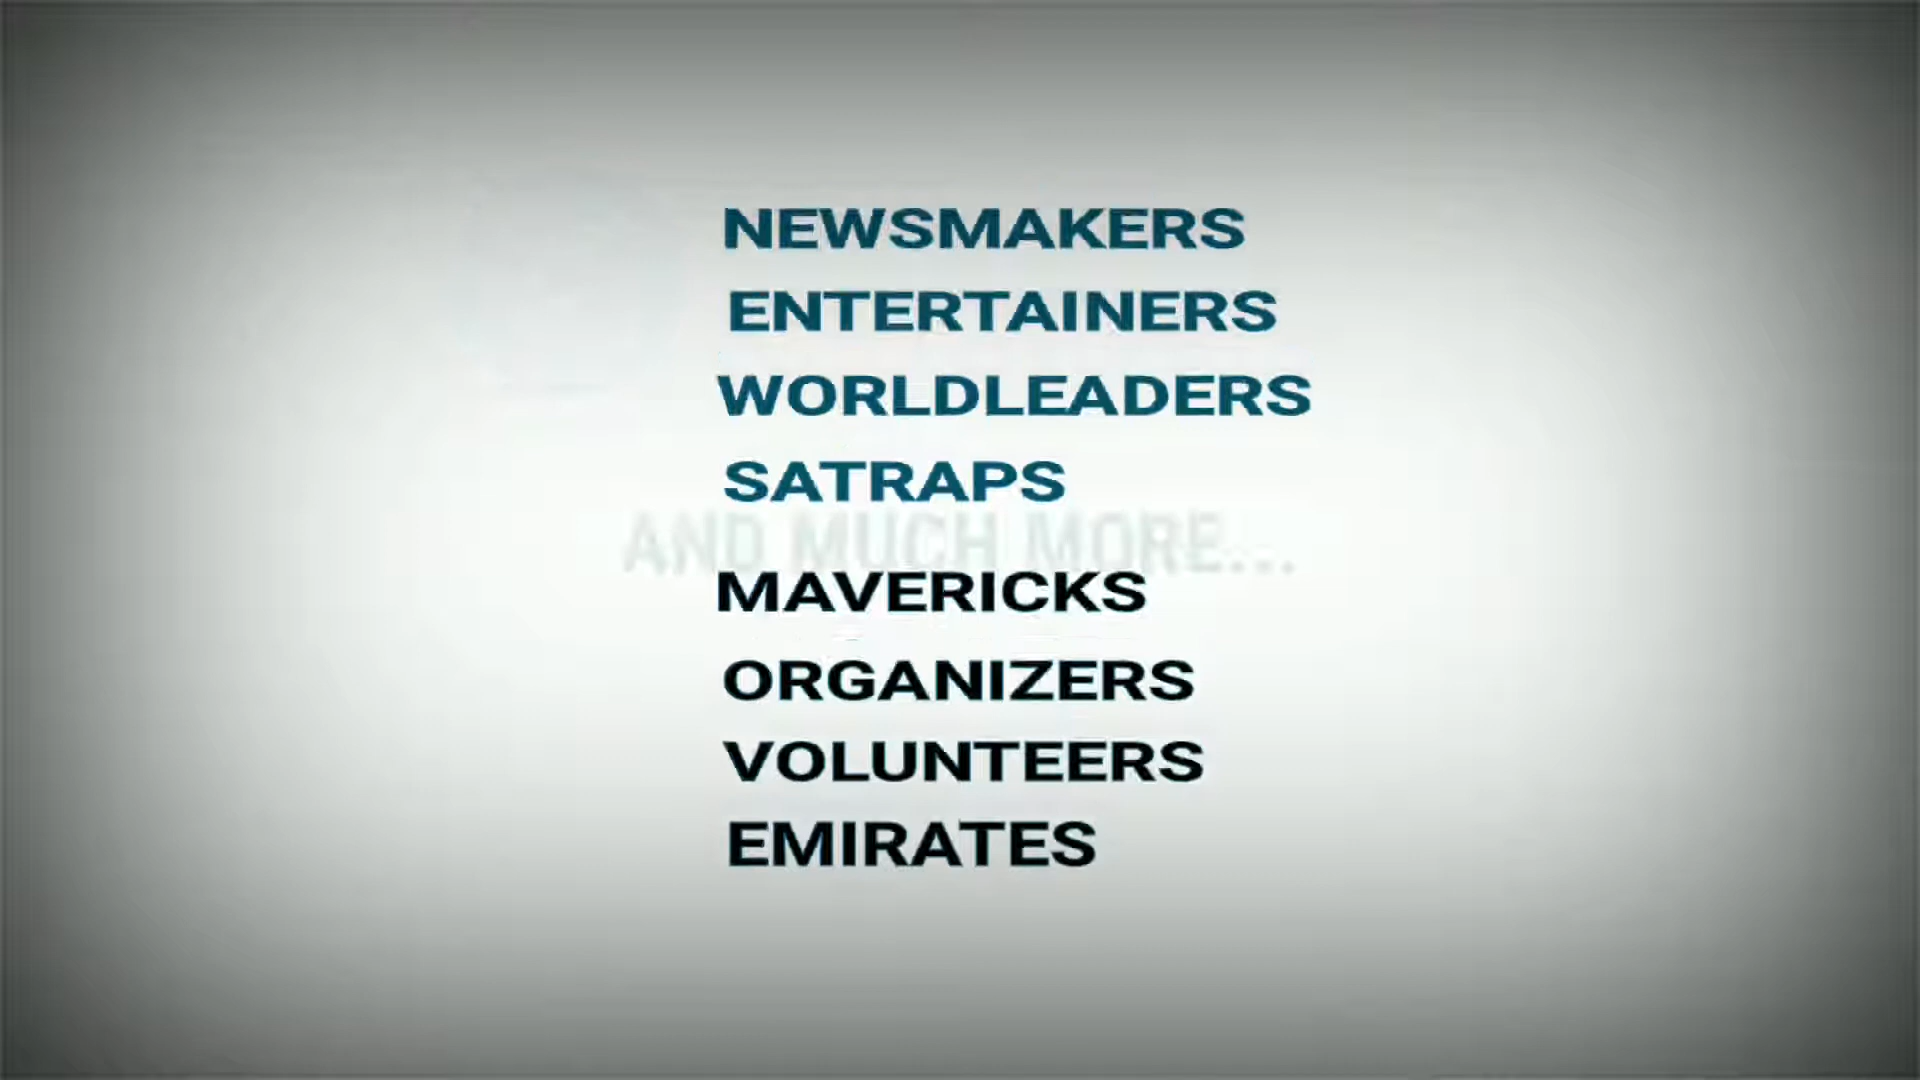 NEWSMAKERS
ENTERTAINERS
WORLDLEADERS
SATRAPS
AND MUCH MORE...
MAVERICKS
ORGANIZERS
VOLUNTEERS
EMIRATES